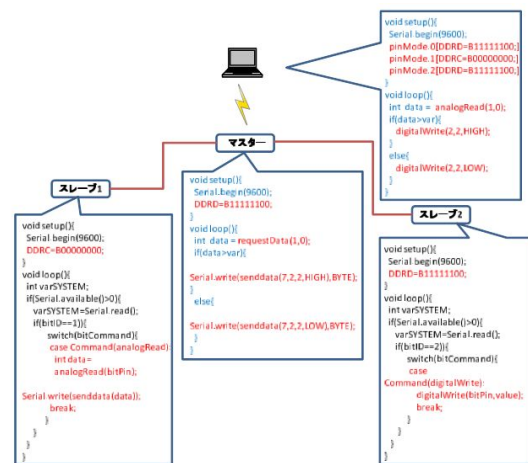 void setup(){
Serial.begin(9600);
pinMode.0[DDRD=B11111100;]
pinMode.1[DDRC=B00000000;]
pinMode.2[DDRD=B11111100;]
}
void loop(){
int data = analogRead(1,0);
if(data>var){
digitalWrite(2,2,HIGH);
}
else{
digitalWrite(2,2,LOW);
}
}
マスター
void setup(){
Serial.begin(9600);
DDRD=B11111100;
}
void loop(){
int data = requestData(1,0);
if(data>var){
Serial.write(senddata(7,2,2,HIGH),BYTE);
}
else{
Serial.write(senddata(7,2,2,LOW),BYTE);
}
}
スレーブ1
void setup(){
Serial.begin(9600);
DDRC=B00000000;
}
void loop(){
int varSYSTEM;
if(Serial.available()>0){
varSYSTEM=Serial.read();
if(bitID==1)){
switch(bitCommand){
case Command(analogRead):
int data=
analogRead(bitPin);
Serial.write(senddata(data));
break;
}
}
}
}
スレーブ2
void setup(){
Serial.begin(9600);
DDRD=B11111100;
}
void loop(){
int varSYSTEM;
if(Serial.available()>0){
varSYSTEM=Serial.read();
if(bitID==2)){
switch(bitCommand){
case
Command(digitalWrite):
digitalWrite(bitPin,value);
break;
}
}
}
}